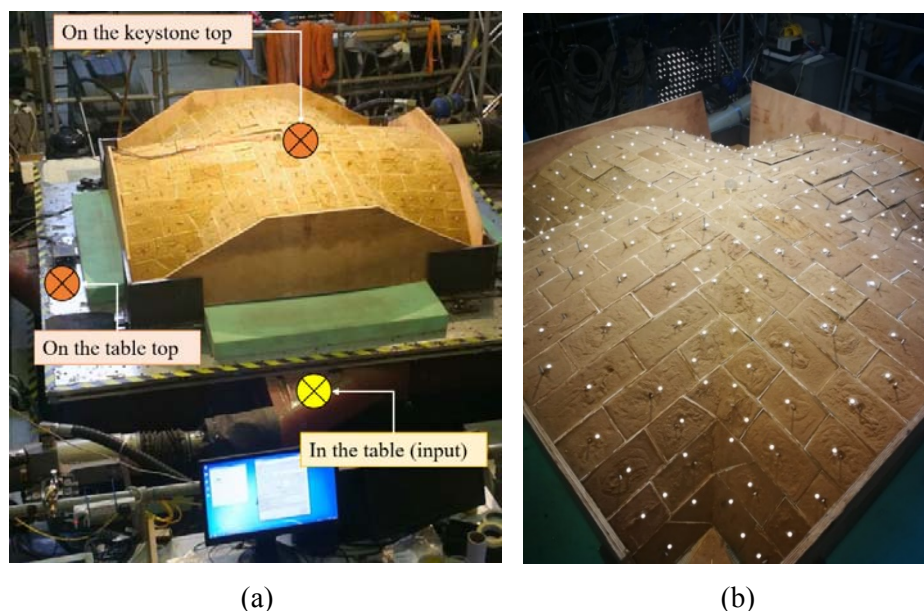 On the keystone top
On the table top
In the table (input)
(a)
(b)